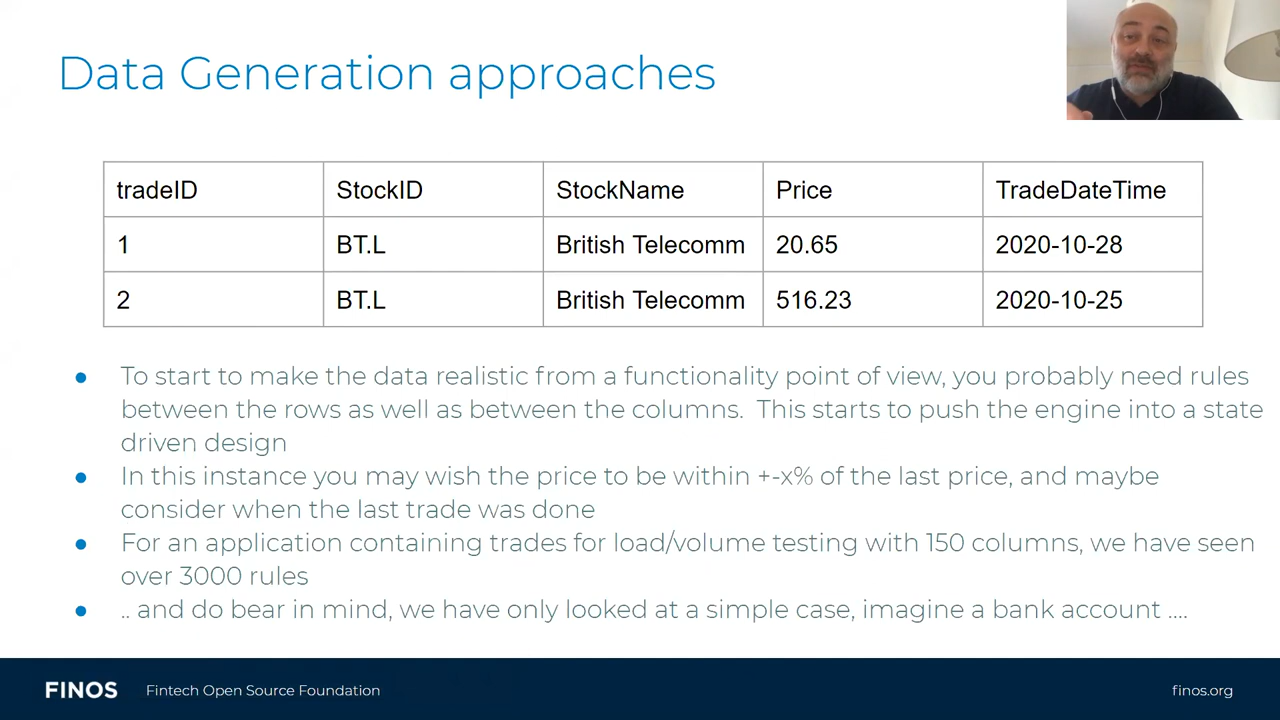 Data Generation approaches
tradeID StockID StockName Price TradeDateTime
1 BT.L British Telecomm 20.65 2020-10-28
2 BT.L British Telecomm 516.23 2020-10-25
● To start to make the data realistic from a functionality point of view, you probably need rules
between the rows as well as between the columns. This starts to push the engine into a state
driven design
● In this instance you may wish the price to be within +-x% of the last price, and maybe
consider when the last trade was done
● For an application containing trades for load/volume testing with 150 columns, we have seen
over 3000 rules
● .. and do bear in mind, we have only looked at a simple case, imagine a bank account ....
FINOS Fintech Open Source Foundation finos.org